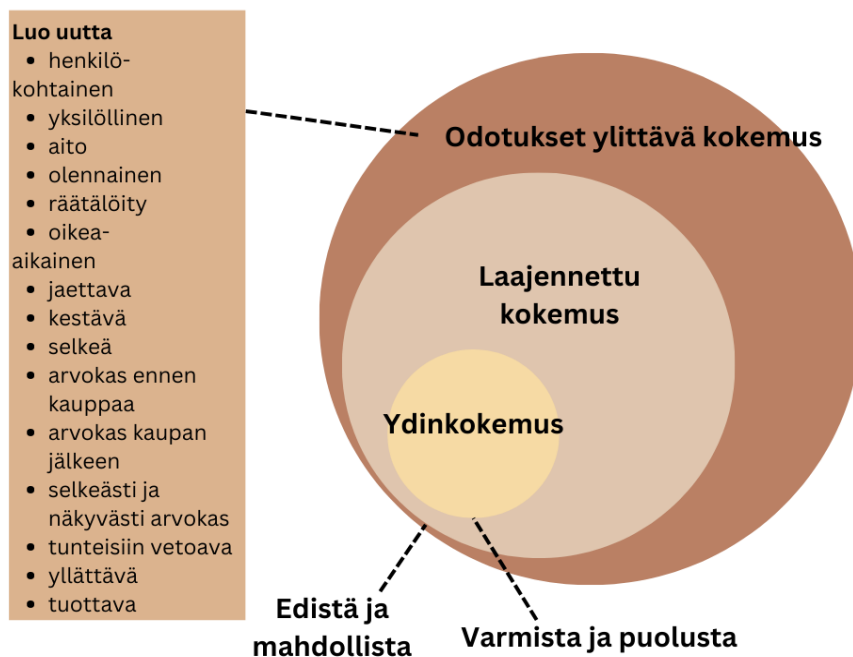 Luo uutta
• henkilö-
kohtainen
• yksilöllinen
• aito
• olennainen
• räätälöity
• oikea-
aikainen
• jaettava
• kestävä
• selkeä
• arvokas ennen
kauppaa
• arvokas kaupan
jälkeen
• selkeästi ja
näkyvästi arvokas
• tunteisiin vetoava
• yllättävä
• tuottava
Odotukset ylittävä kokemus
Laajennettu
kokemus
Ydinkokemus
Edistä ja
mahdollista
Varmista ja puolusta